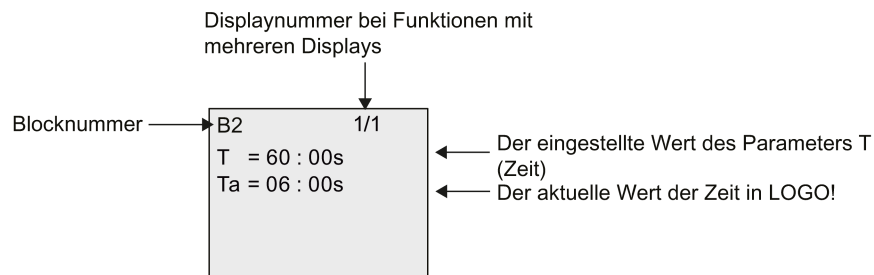 Displaynummer bei Funktionen mit
mehreren Displays
Blocknummer
B2 1/1
T = 60 : 00s
Ta = 06 : 00s
Der eingestellte Wert des Parameters T
(Zeit)
Der aktuelle Wert der Zeit in LOGO!